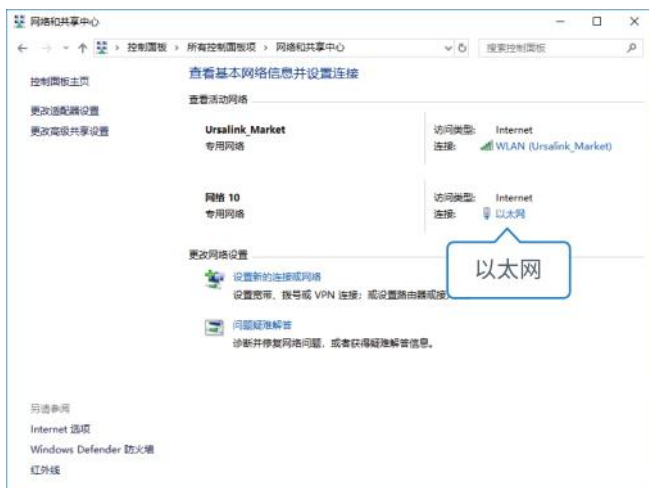 网络和共享中心
控制面板 › 所有控制面板项 › 网络和共享中心
搜索控制面板
控制面板主页
更改适配器设置
更改高级共享设置
查看基本网络信息并设置连接
查看活动网络
Ursalink_Market
专用网络
访问类型: Internet
连接: WLAN (Ursalink_Market)
网络 10
专用网络
访问类型: Internet
连接: 以太网
以太网
更改网络设置
设置新的连接或网络
设置宽带、拨号或 VPN 连接；或设置路由器或接
问题疑难解答
诊断并修复网络问题，或者获得疑难解答信息。
另请参阅
Internet 选项
Windows Defender 防火墙
红外线